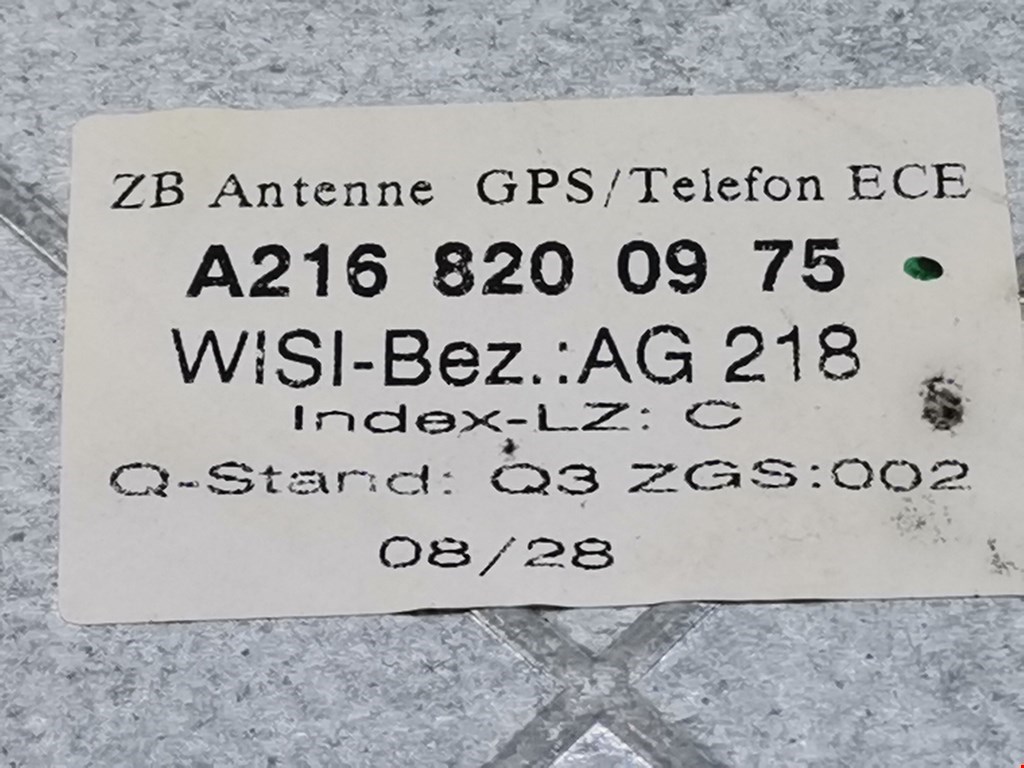 ZB Antenne GPS/Telefon ECE
A216 820 09 75
WISI-Bez.:AG 218
Index-LZ: C
Q-Stand: Q3 ZGS:002
08/28